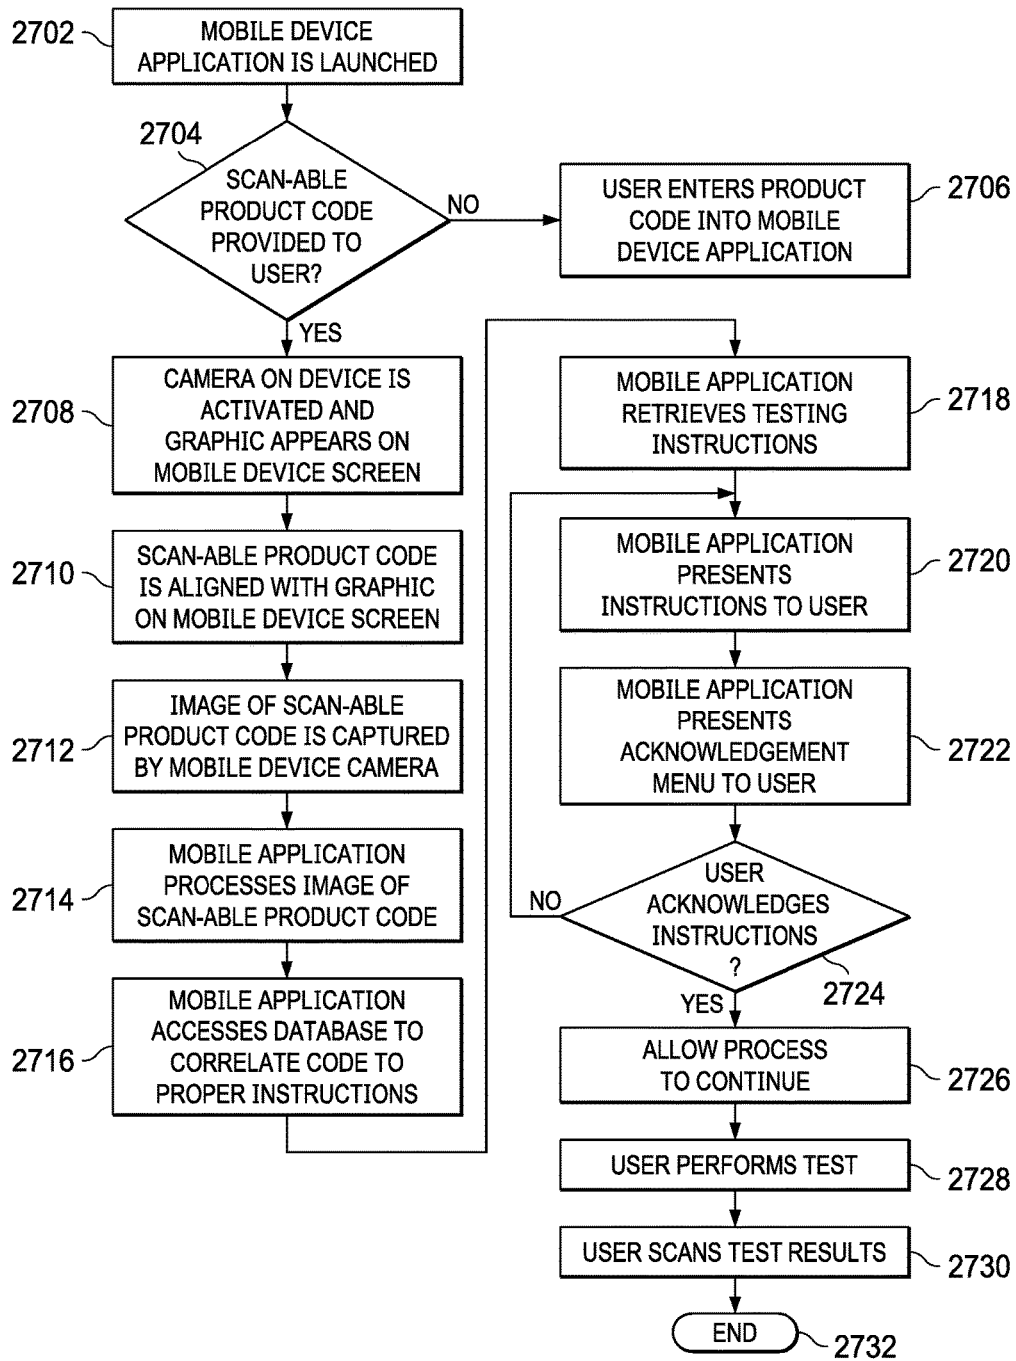 2702
MOBILE DEVICE
APPLICATION IS LAUNCHED
2704
SCAN-ABLE
PRODUCT CODE
PROVIDED TO
USER?
NO
USER ENTERS PRODUCT
CODE INTO MOBILE
DEVICE APPLICATION
2706
YES
2708
CAMERA ON DEVICE IS
ACTIVATED AND
GRAPHIC APPEARS ON
MOBILE DEVICE SCREEN
2710
SCAN-ABLE PRODUCT CODE
IS ALIGNED WITH GRAPHIC
ON MOBILE DEVICE SCREEN
2712
IMAGE OF SCAN-ABLE
PRODUCT CODE IS CAPTURED
BY MOBILE DEVICE CAMERA
2714
MOBILE APPLICATION
PROCESSES IMAGE OF
SCAN-ABLE PRODUCT CODE
2716
MOBILE APPLICATION
ACCESSES DATABASE TO
CORRELATE CODE TO
PROPER INSTRUCTIONS
MOBILE APPLICATION
RETRIEVES TESTING
INSTRUCTIONS
2718
MOBILE APPLICATION
PRESENTS
INSTRUCTIONS TO USER
2720
MOBILE APPLICATION
PRESENTS
ACKNOWLEDGEMENT
MENU TO USER
2722
NO
USER
ACKNOWLEDGES
INSTRUCTIONS
?
2724
YES
ALLOW PROCESS
TO CONTINUE
2726
USER PERFORMS TEST
2728
USER SCANS TEST RESULTS
2730
END
2732